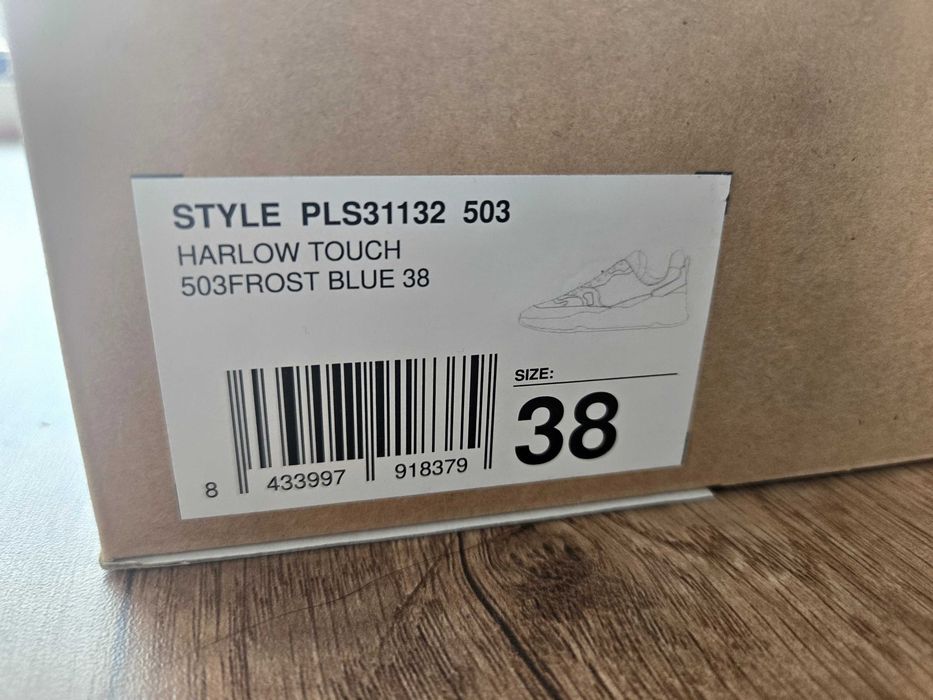 STYLE PLS31132 503
HARLOW TOUCH
503FROST BLUE 38
SIZE:
38
8 433997 918379